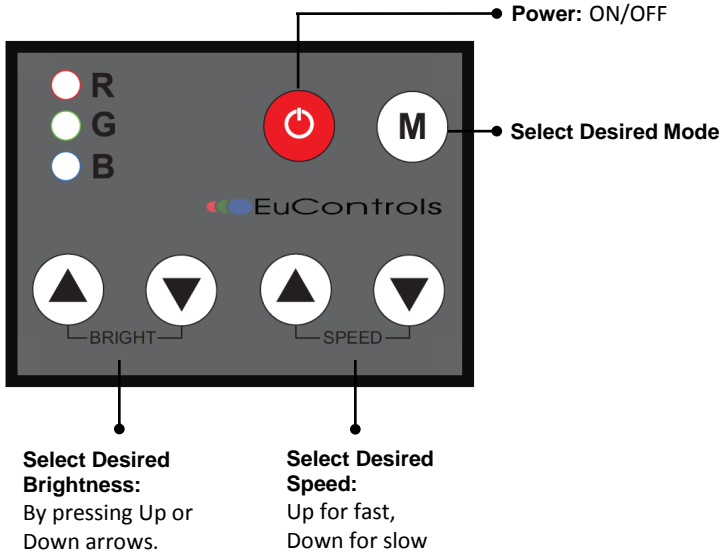 Power: ON/OFF
R
G
B
M
Select Desired Mode
EuControls
BRIGHT
SPEED
Select Desired
Brightness:
By pressing Up or
Down arrows.
Select Desired
Speed:
Up for fast,
Down for slow